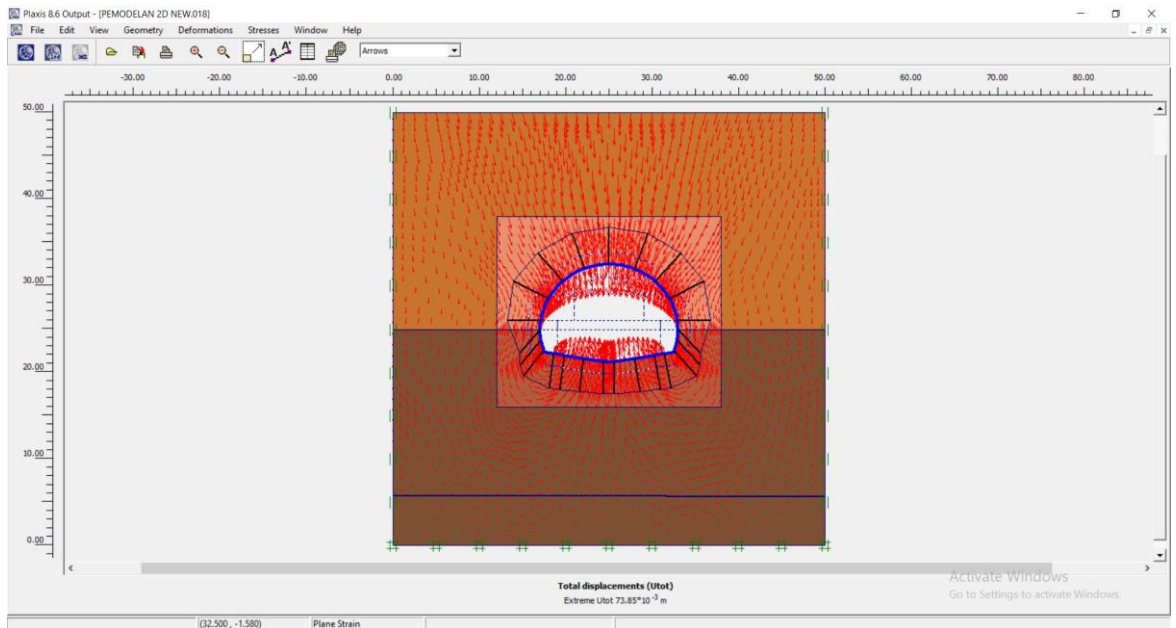 Plaxis 8.6 Output - [PEMODELAN 2D NEW.018]
File Edit View Geometry Deformations Stresses Window Help
Arrows
-30.00 -20.00 -10.00 0.00 10.00 20.00 30.00 40.00 50.00 60.00 70.00 80.00
50.00
40.00
30.00
20.00
10.00
0.00
Total displacements (Utot)
Extreme Utot 73.85*10 -3 m
Activate Windows
Go to Settings to activate Windows.
(32.500 , -1.580) Plane Strain